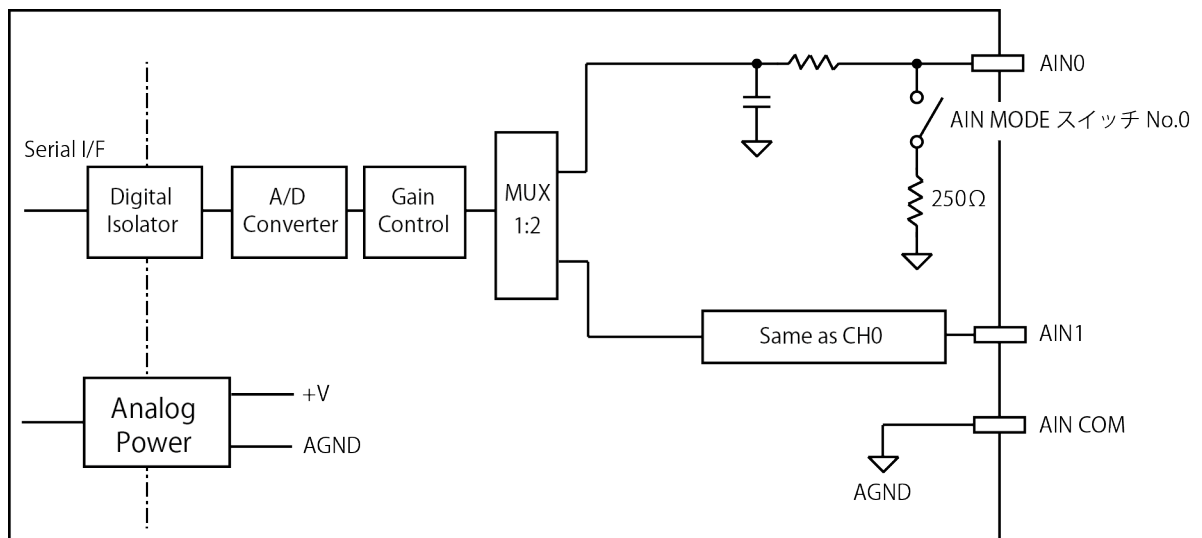 AIN0
AIN MODE スイッチ No.0
Serial I/F
Digital
Isolator
A/D
Converter
Gain
Control
MUX
1:2
250Ω
Same as CH0
AIN1
Analog
Power
+V
AGND
AIN COM
AGND